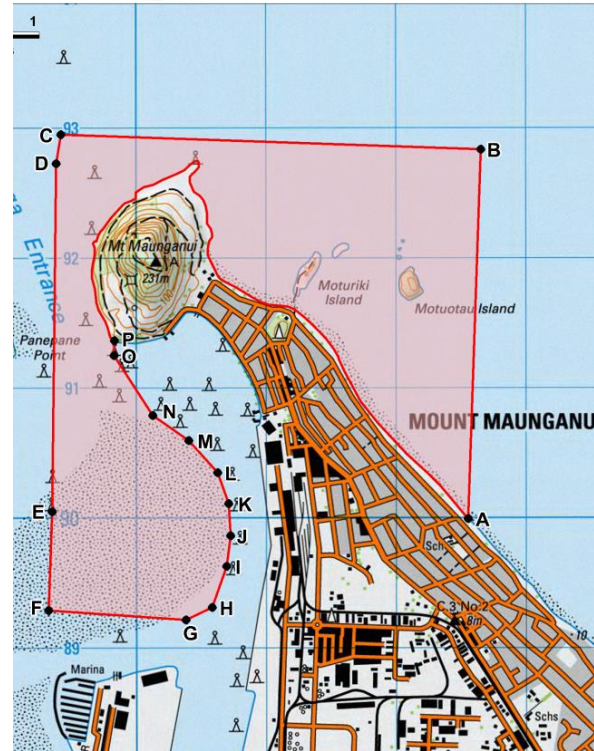 1
C
93
B
D
Entrance
Mt Maunganui
A
92
231m
Moturiki
Island
Motuotau Island
P
Panepane
Point
O
91
N
MOUNT MAUNGANU
M
L
K
E
90
A
J
Sch
I
F
H
C.3 No.2
8m
G
10
89
Marina
Schs